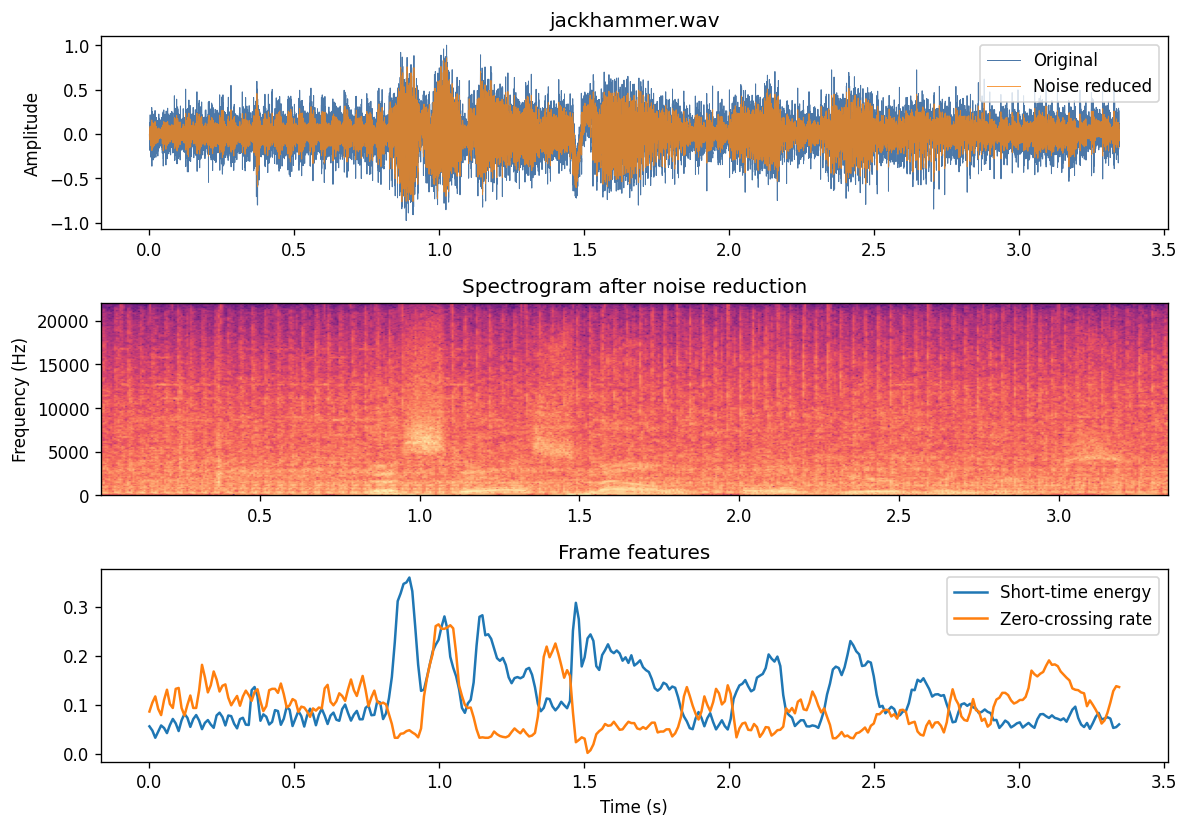 jackhammer.wav
Amplitude
1.0
0.5
0.0
−0.5
−1.0
Original
Noise reduced
0.0 0.5 1.0 1.5 2.0 2.5 3.0 3.5
Spectrogram after noise reduction
Frequency (Hz)
20000
15000
10000
5000
0
0.5 1.0 1.5 2.0 2.5 3.0
Frame features
0.3
0.2
0.1
0.0
Short-time energy
Zero-crossing rate
0.0 0.5 1.0 1.5 2.0 2.5 3.0 3.5
Time (s)